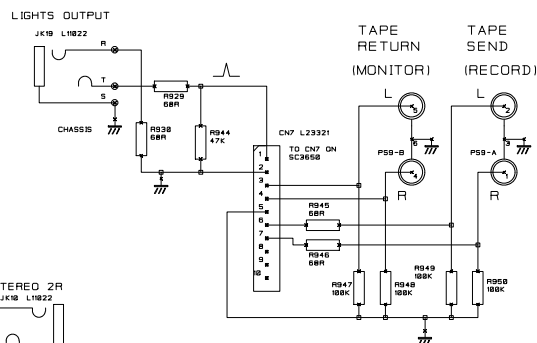 LIGHTS OUTPUT
JK19 L11022
R
T
S
CHASSIS
R929
68R
R930
68R
R944
47K
CN7 L23321
TO CN7 ON
SC3650
1
2
3
4
5
6
7
8
9
10
TAPE
RETURN
(MONITOR)
L
5
6
PS9-B
4
R
TAPE
SEND
(RECORD)
L
2
3
PS9-A
1
R
R945
68R
R946
68R
R947
100K
R948
100K
R949
100K
R950
100K
TEREO 2R
JK10 L11022